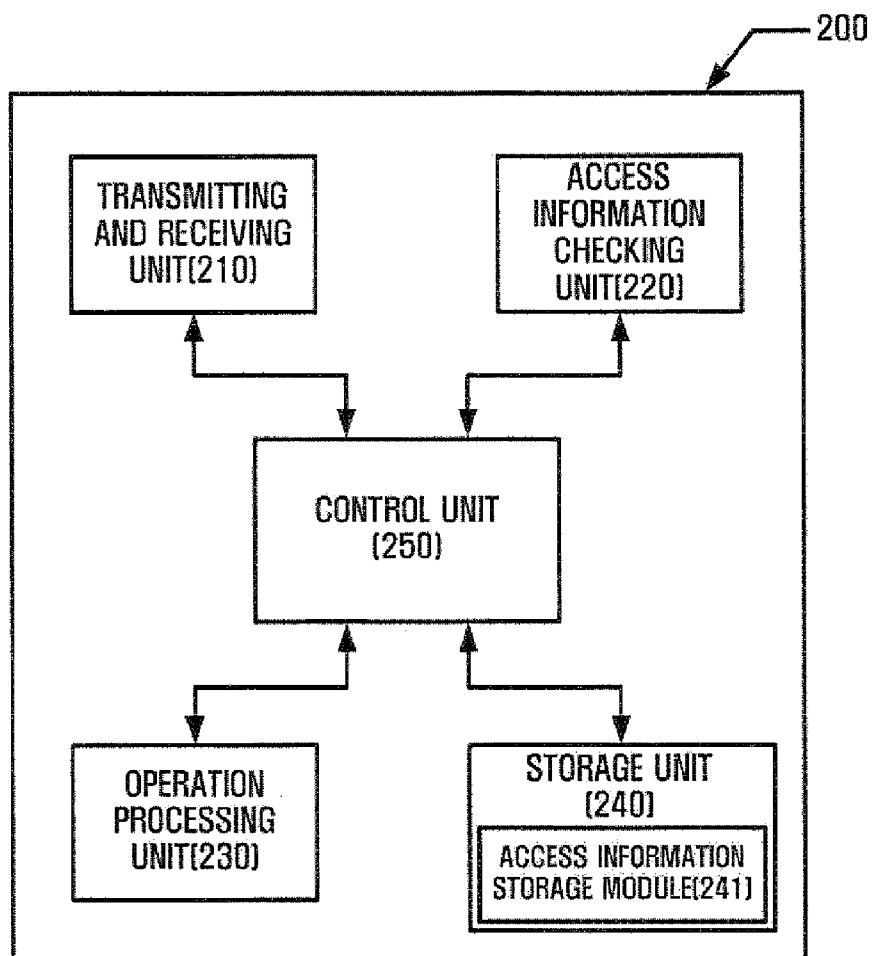 200
TRANSMITTING
AND RECEIVING
UNIT(210)
ACCESS
INFORMATION
CHECKING
UNIT(220)
CONTROL UNIT
(250)
OPERATION
PROCESSING
UNIT(230)
STORAGE UNIT
(240)
ACCESS INFORMATION
STORAGE MODULE(241)